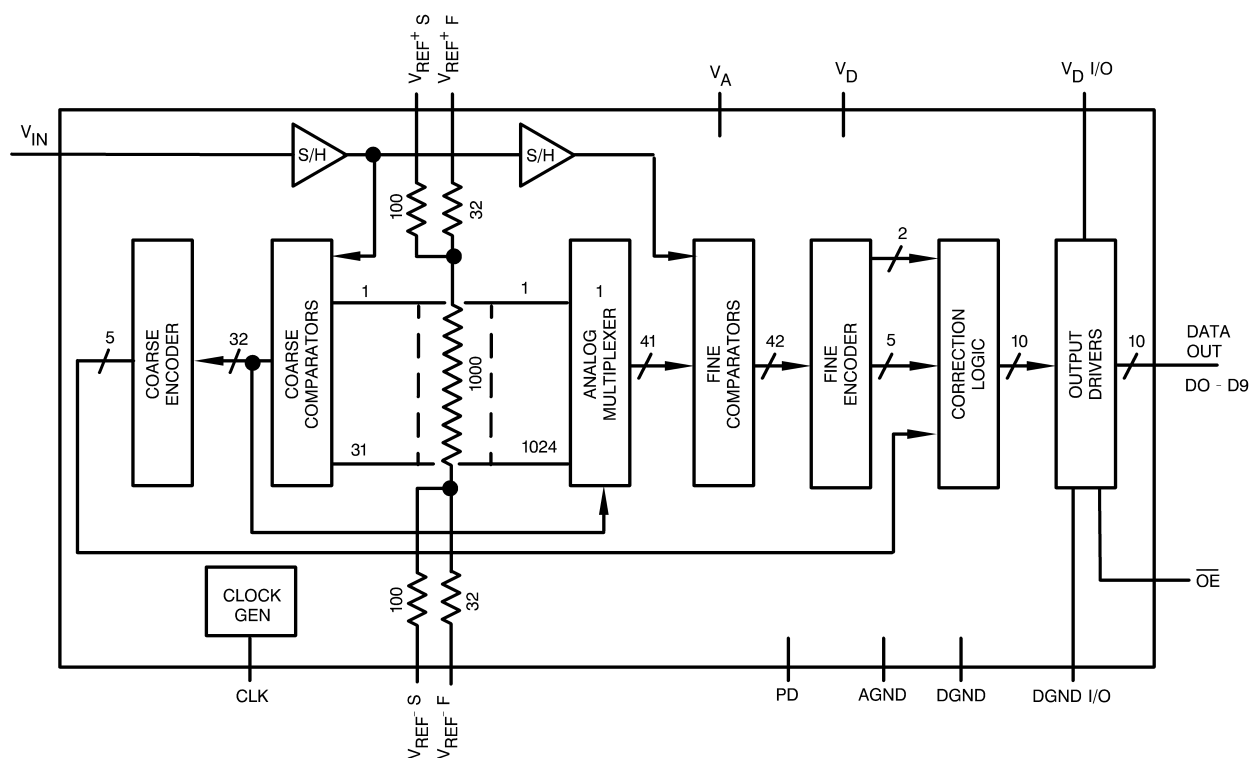 VREF+ S
VREF+ F
VA
VD
VD I/O
VIN
S/H
S/H
100
32
2
1
1
1
COARSE
ENCODER
COARSE
COMPARATORS
1000
ANALOG
MULTIPLEXER
FINE
COMPARATORS
FINE
ENCODER
CORRECTION
LOGIC
OUTPUT
DRIVERS
5
32
41
42
5
10
10
DATA
OUT
DO - D9
31
1024
100
32
CLOCK
GEN
OE
CLK
VREF- S
VREF- F
PD
AGND
DGND
DGND I/O